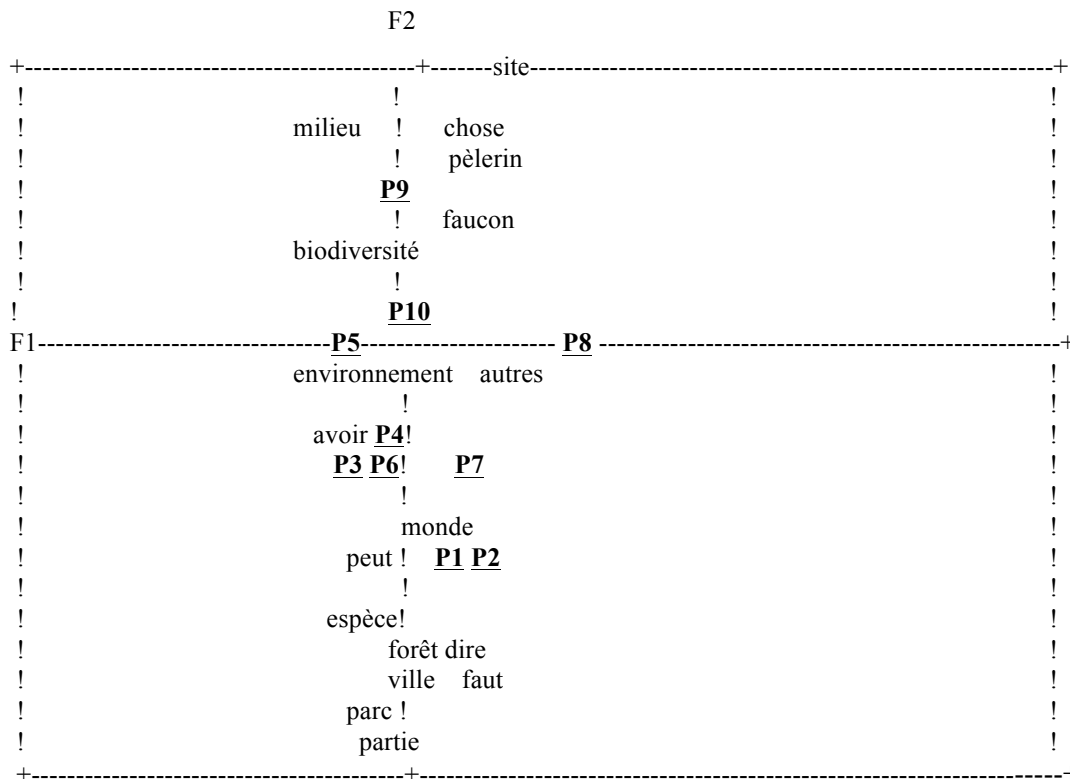 F2
+--------------------------------------------+-------site-----------------------------------------------------------+
! ! !
! milieu ! chose !
! ! pèlerin !
! P9 !
! ! faucon !
! biodiversité !
! ! !
! P10 !
F1---------------------------------P5---------------------- P8 ----------------------------------------------------+
! environnement autres !
! ! !
! avoir P4! !
! P3 P6! P7 !
! ! !
! monde !
! peut ! P1 P2 !
! ! !
! espèce! !
! forêt dire !
! ville faut !
! parc ! !
! partie !
+------------------------------------------+-------------------------------------------------------------------------+